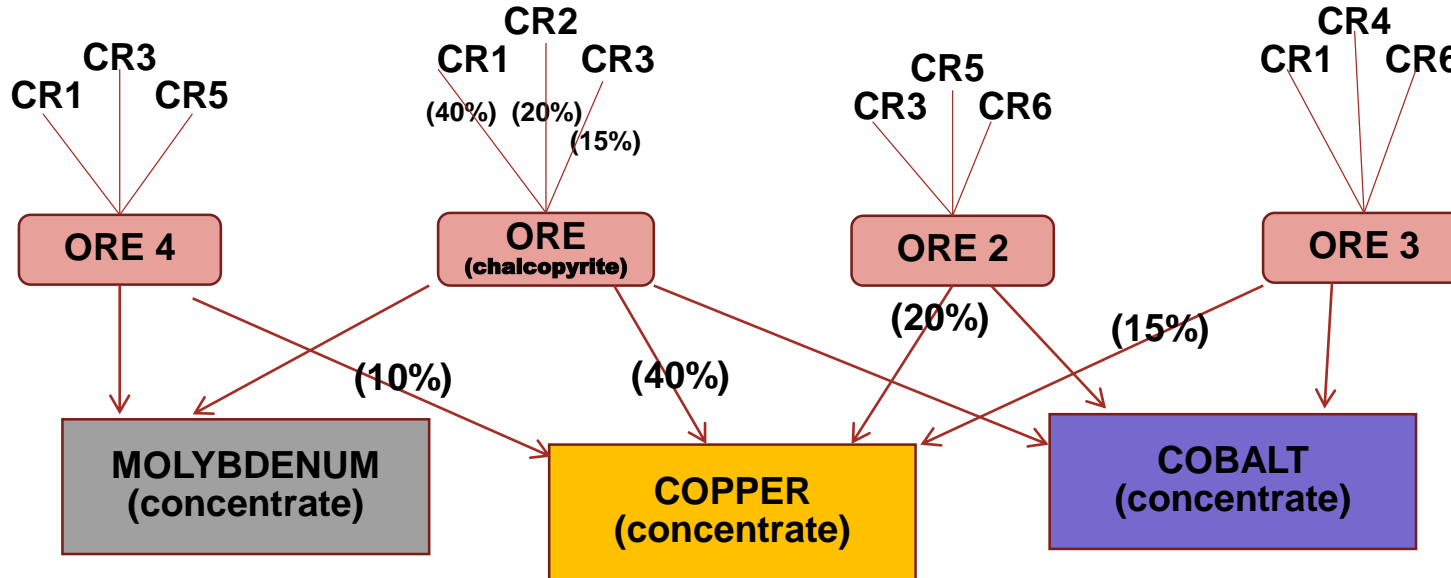 CR3
CR1
CR5
CR2
CR1
CR3
(40%)
(20%)
(15%)
CR5
CR3
CR6
CR4
CR1
CR6
ORE 4
ORE
(chalcopyrite)
ORE 2
ORE 3
(10%)
(40%)
(20%)
(15%)
MOLYBDENUM
(concentrate)
COPPER
(concentrate)
COBALT
(concentrate)